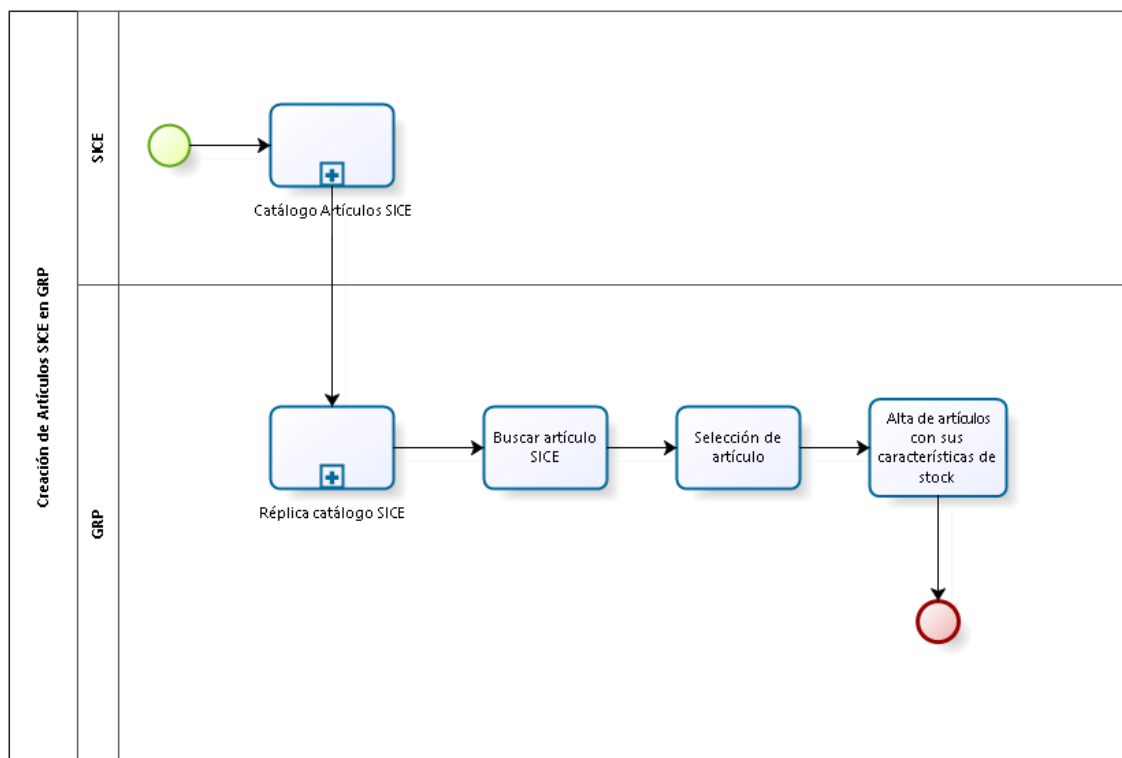 Creación de Artículos SICE en GRP
SICE
Catálogo Artículos SICE
GRP
Réplica catálogo SICE
Buscar artículo
SICE
Selección de
artículo
Alta de artículos
con sus
características de
stock